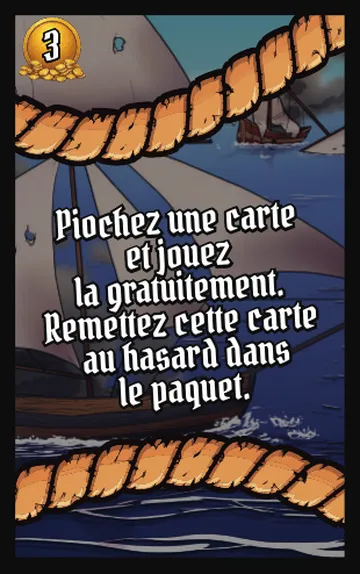 3
Piochez une carte
et jouez
la gratuitement.
Remettez cette carte
au hasard dans
le paquet.